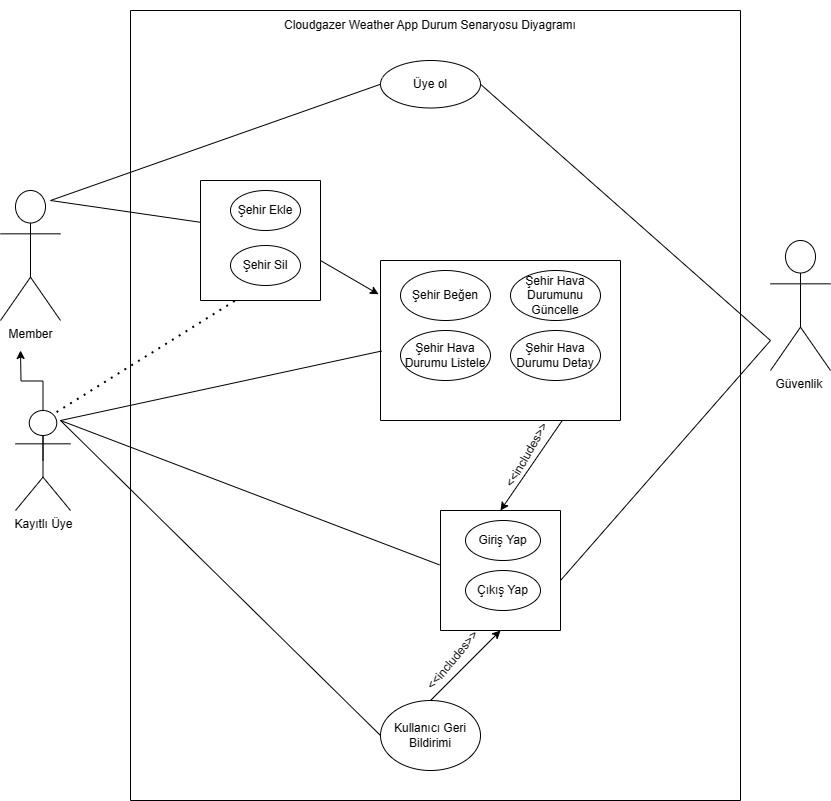 Cloudgazer Weather App Durum Senaryosu Diyagramı
Üye ol
Şehir Ekle
Şehir Sil
Member
Şehir Beğen
Şehir Hava
Durumunu
Güncelle
Şehir Hava
Durumu Listele
Şehir Hava
Durumu Detay
Güvenlik
Kayıtlı Üye
<<includes>>
Giriş Yap
Çıkış Yap
<<includes>>
Kullanıcı Geri
Bildirimi